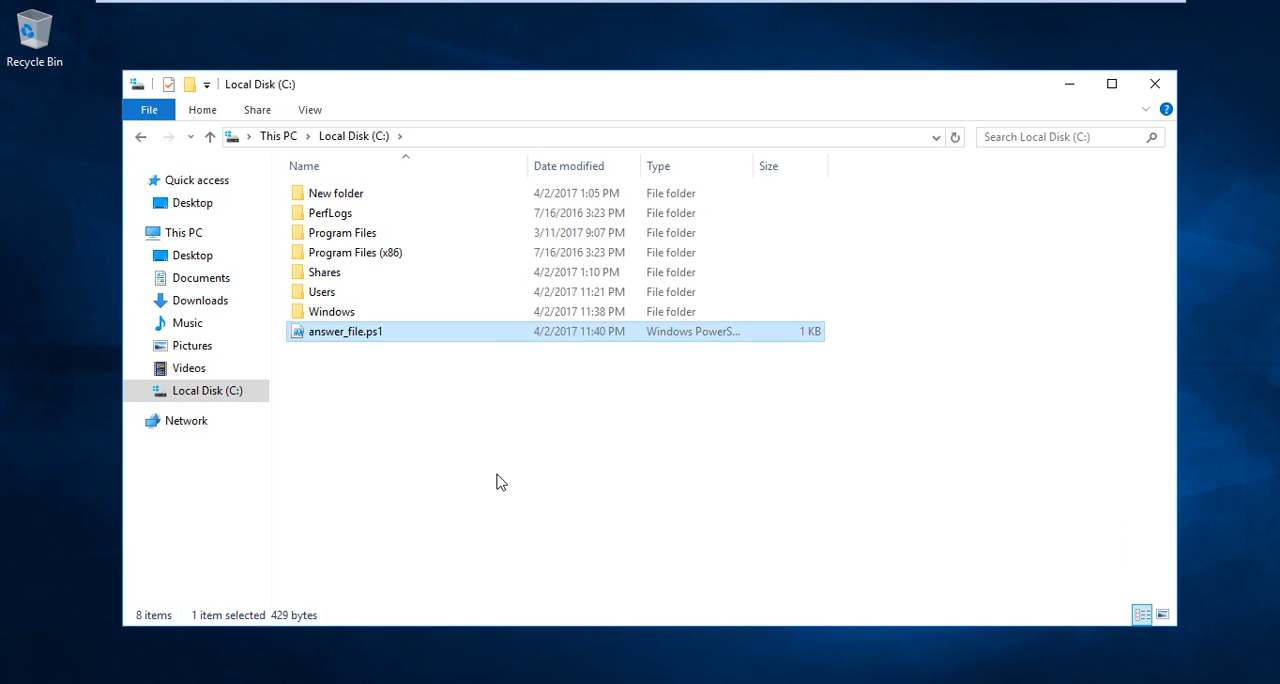 Recycle Bin
Local Disk (C:)
File Home Share View
This PC Local Disk (C:)
Search Local Disk (C:)
Name Date modified Type Size
Quick access
Desktop
This PC
Desktop
Documents
Downloads
Music
Pictures
Videos
Local Disk (C:)
Network
New folder 4/2/2017 1:05 PM File folder
PerfLogs 7/16/2016 3:23 PM File folder
Program Files 3/11/2017 9:07 PM File folder
Program Files (x86) 7/16/2016 3:23 PM File folder
Shares 4/2/2017 1:10 PM File folder
Users 4/2/2017 11:21 PM File folder
Windows 4/2/2017 11:38 PM File folder
answer_file.ps1 4/2/2017 11:40 PM Windows PowerS... 1 KB
8 items 1 item selected 429 bytes